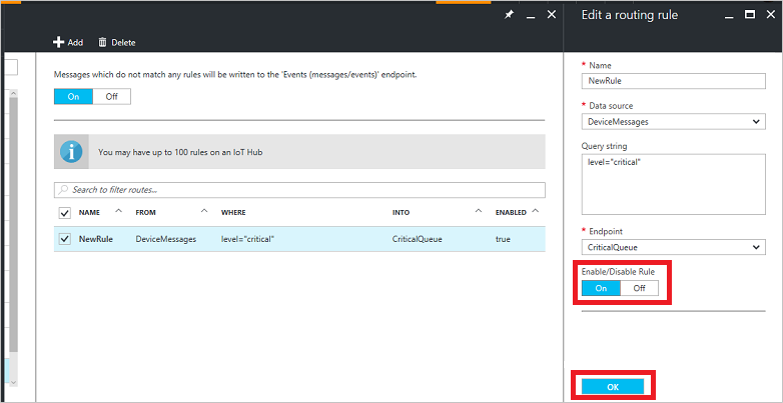 Add Delete
Messages which do not match any rules will be written to the 'Events (messages/events)' endpoint.
On Off
You may have up to 100 rules on an IoT Hub
Search to filter routes...
NAME FROM WHERE INTO ENABLED
NewRule DeviceMessages level="critical" CriticalQueue true
Edit a routing rule
* Name
NewRule
* Data source
DeviceMessages
Query string
level="critical"
* Endpoint
CriticalQueue
Enable/Disable Rule
On Off
OK